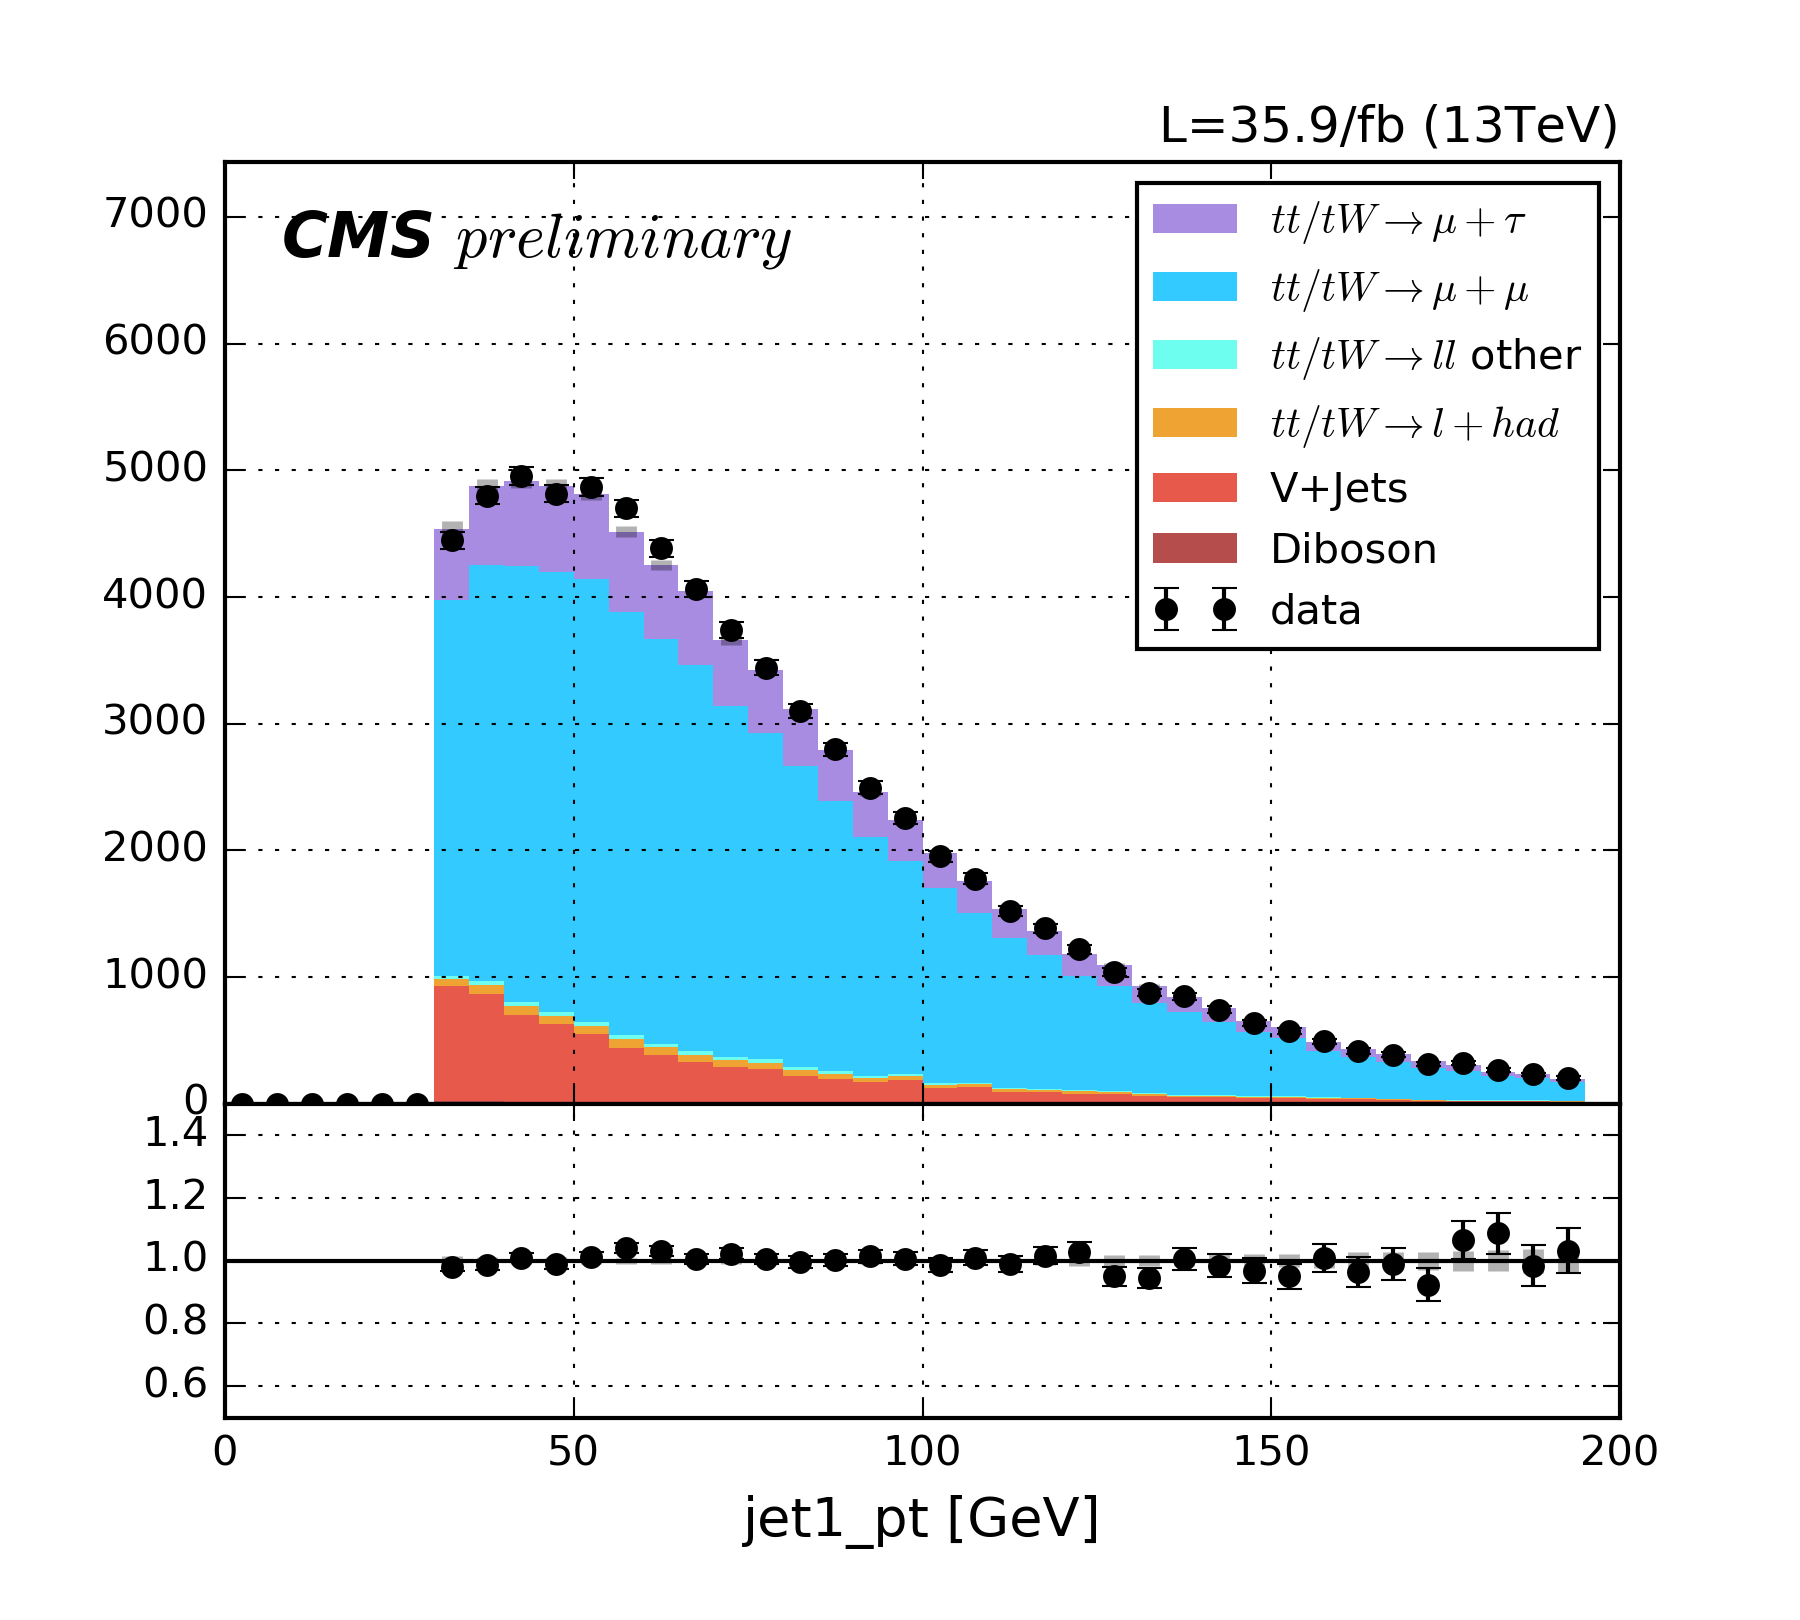 L=35.9/fb (13TeV)
CMS preliminary
7000
6000
5000
4000
3000
2000
1000
0
tt/tW→μ+τ
tt/tW→μ+μ
tt/tW→ll other
tt/tW→l+had
V+Jets
Diboson
data
1.4
1.2
1.0
0.8
0.6
0 50 100 150 200
jet1_pt [GeV]